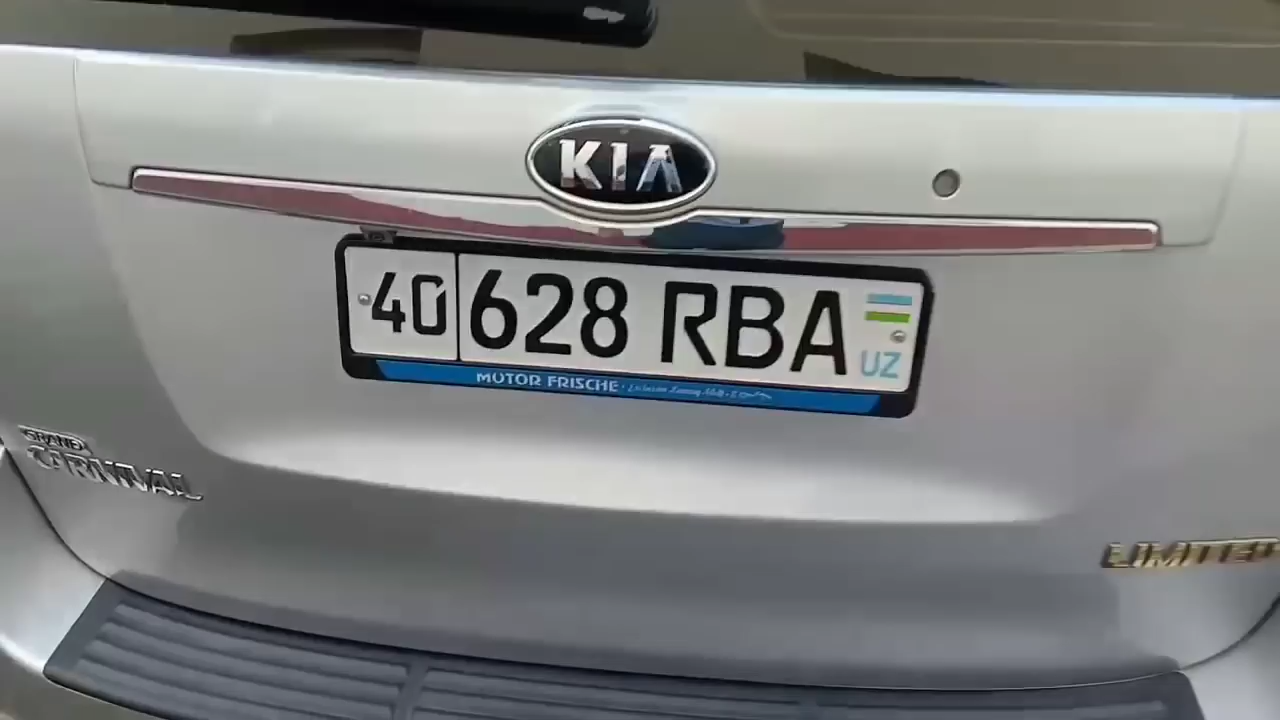 KIA
40 628 RBA
UZ
MOTOR FRISCHE
GRAND
CARNIVAL
LIMITED